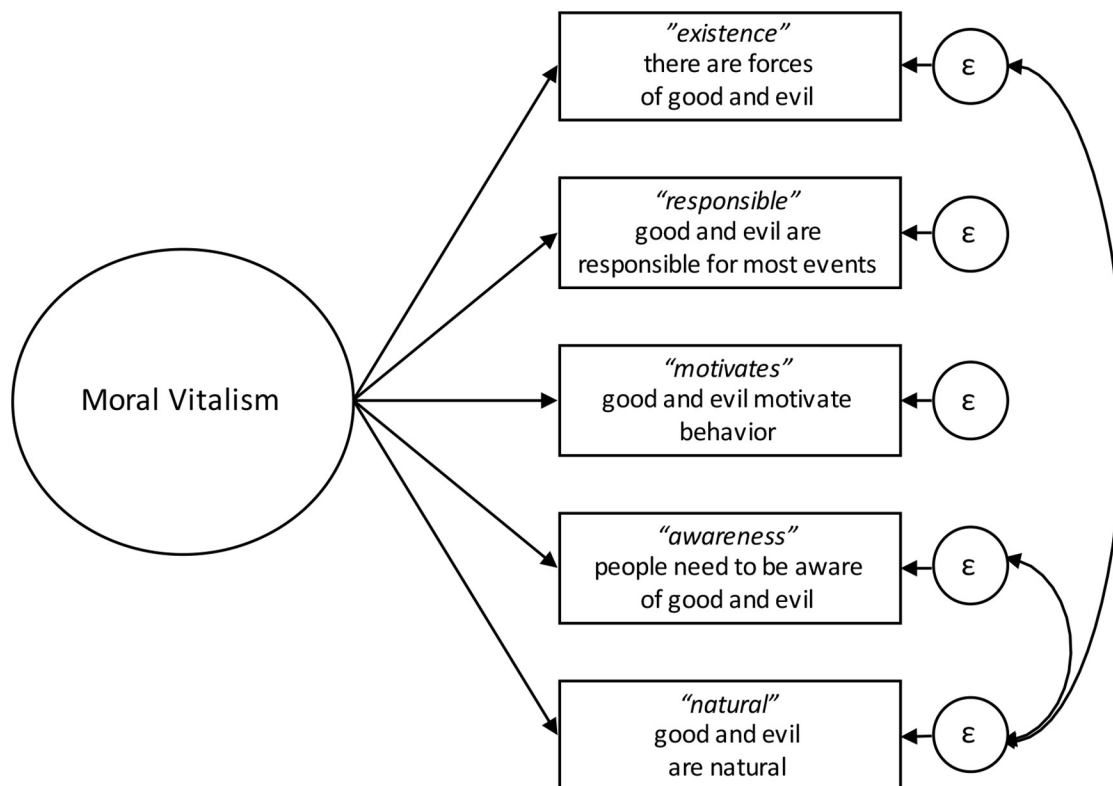 Moral Vitalism
”existence”
there are forces
of good and evil
ε
“responsible”
good and evil are
responsible for most events
ε
“motivates”
good and evil motivate
behavior
ε
“awareness”
people need to be aware
of good and evil
ε
“natural”
good and evil
are natural
ε